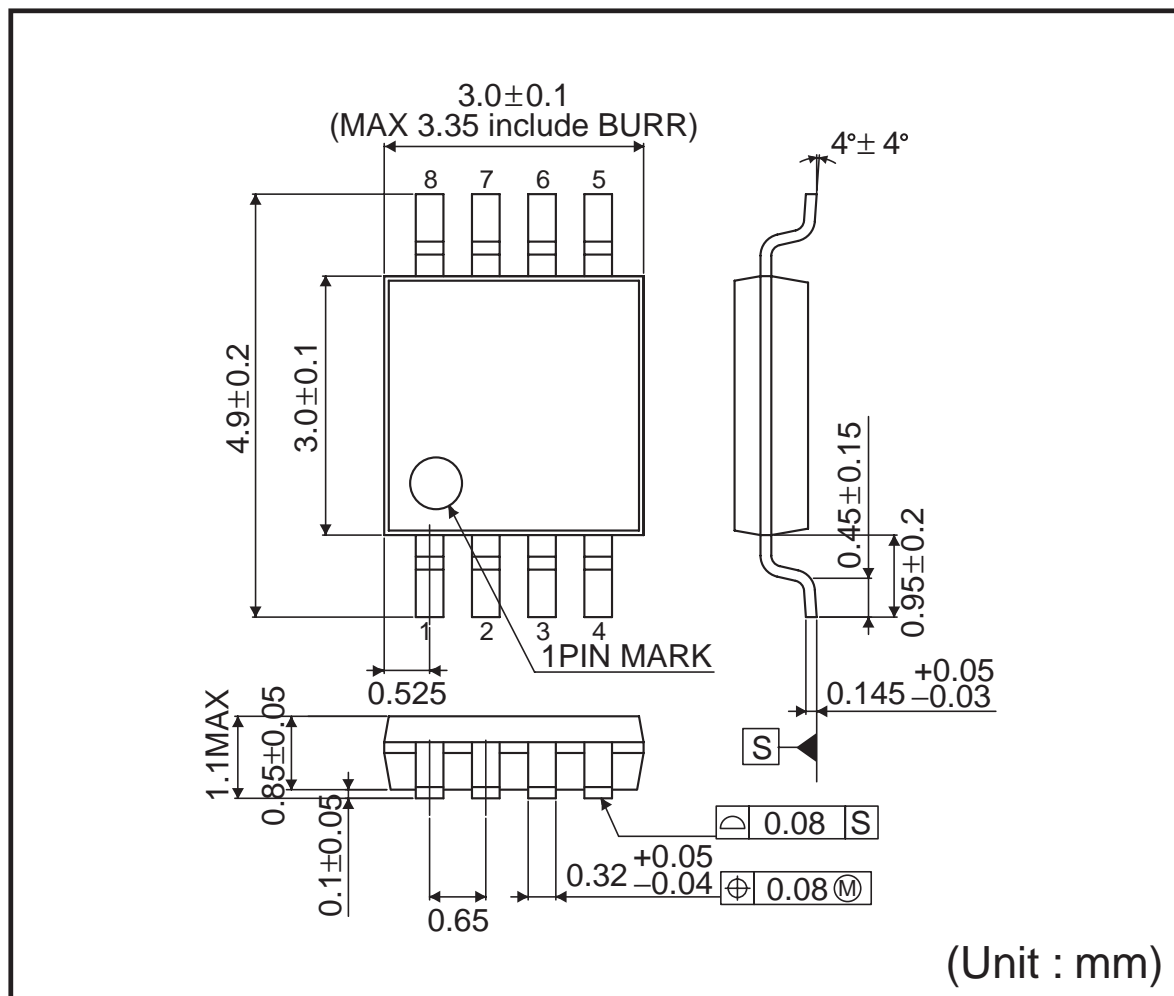 3.0±0.1
(MAX 3.35 include BURR)
4°± 4°
8 7 6 5
4.9±0.2
3.0±0.1
0.45±0.15
0.95±0.2
1 2 3 4
1PIN MARK
0.525
0.145 +0.05 −0.03
S
1.1MAX
0.85±0.05
0.1±0.05
⌓ 0.08 S
0.32 +0.05 −0.04
⌖ 0.08 Ⓜ
0.65
(Unit : mm)